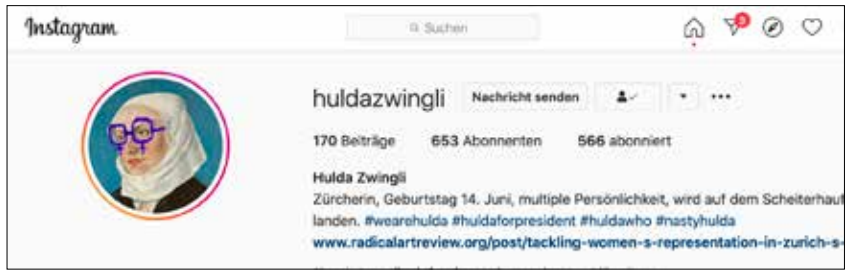 Instagram
Suchen
3
huldazwingli Nachricht senden
170 Beiträge 653 Abonnenten 566 abonniert
Hulda Zwingli
Zürcherin, Geburtstag 14. Juni, multiple Persönlichkeit, wird auf dem Scheiterhauf
landen. #wearehulda #huldaforpresident #huldawho #nastyhulda
www.radicalartreview.org/post/tackling-women-s-representation-in-zurich-s-